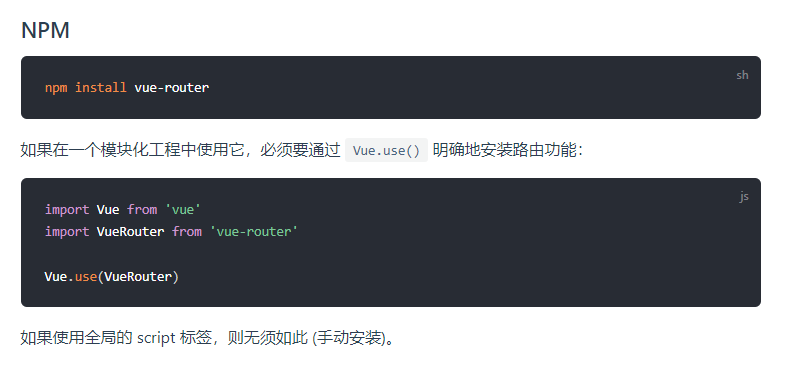 NPM
sh
npm install vue-router
如果在一个模块化工程中使用它，必须要通过 Vue.use() 明确地安装路由功能：
js
import Vue from 'vue'
import VueRouter from 'vue-router'
Vue.use(VueRouter)
如果使用全局的 script 标签，则无须如此 (手动安装)。